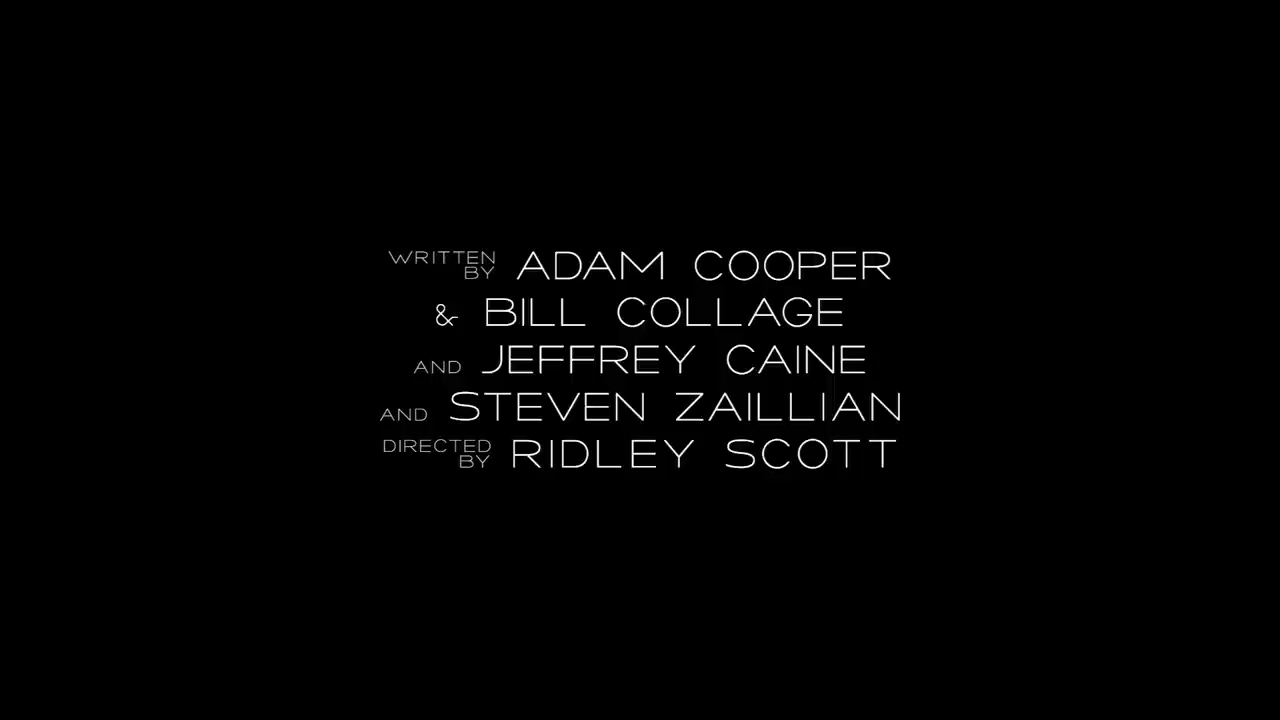 WRITTEN BY ADAM COOPER
& BILL COLLAGE
AND JEFFREY CAINE
AND STEVEN ZAILLIAN
DIRECTED BY RIDLEY SCOTT